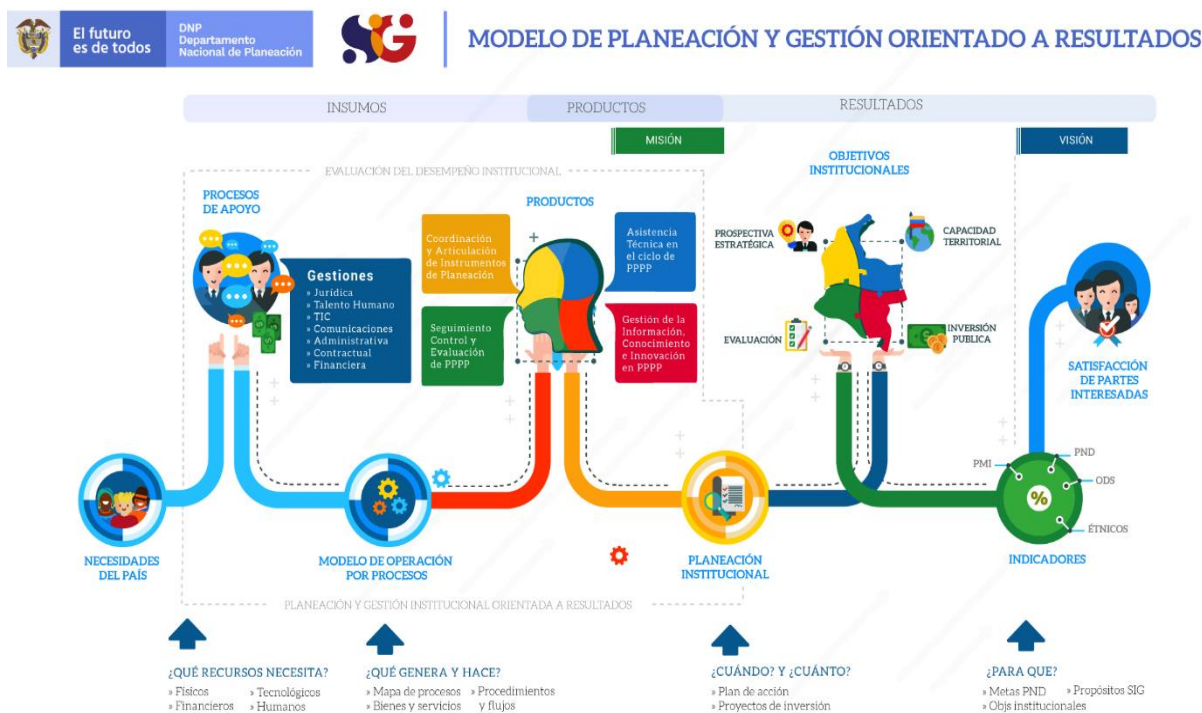 El futuro
es de todos
DNP
Departamento
Nacional de Planeación
SiG
MODELO DE PLANEACIÓN Y GESTIÓN ORIENTADO A RESULTADOS
INSUMOS
PRODUCTOS
RESULTADOS
MISIÓN
VISIÓN
EVALUACIÓN DEL DESEMPEÑO INSTITUCIONAL
PROCESOS
DE APOYO
Gestiones
» Jurídica
» Talento Humano
» TIC
» Comunicaciones
» Administrativa
» Contractual
» Financiera
PRODUCTOS
Coordinación
y Articulación
de Instrumentos
de Planeación
Asistencia
Técnica en
el ciclo de
PPPP
Seguimiento
Control y
Evaluación
de PPPP
Gestión de la
Información,
Conocimiento
e Innovación
en PPPP
OBJETIVOS
INSTITUCIONALES
PROSPECTIVA
ESTRATÉGICA
CAPACIDAD
TERRITORIAL
EVALUACIÓN
INVERSIÓN
PUBLICA
SATISFACCIÓN
DE PARTES
INTERESADAS
NECESIDADES
DEL PAÍS
MODELO DE OPERACIÓN
POR PROCESOS
PLANEACIÓN
INSTITUCIONAL
PMI
PND
ODS
ÉTNICOS
%
INDICADORES
PLANEACIÓN Y GESTIÓN INSTITUCIONAL ORIENTADA A RESULTADOS
¿QUÉ RECURSOS NECESITA?
» Físicos
» Financieros
» Tecnológicos
» Humanos
¿QUÉ GENERA Y HACE?
» Mapa de procesos
» Bienes y servicios
» Procedimientos
y flujos
¿CUÁNDO? Y ¿CUÁNTO?
» Plan de acción
» Proyectos de inversión
¿PARA QUE?
» Metas PND
» Objs institucionales
» Propósitos SIG